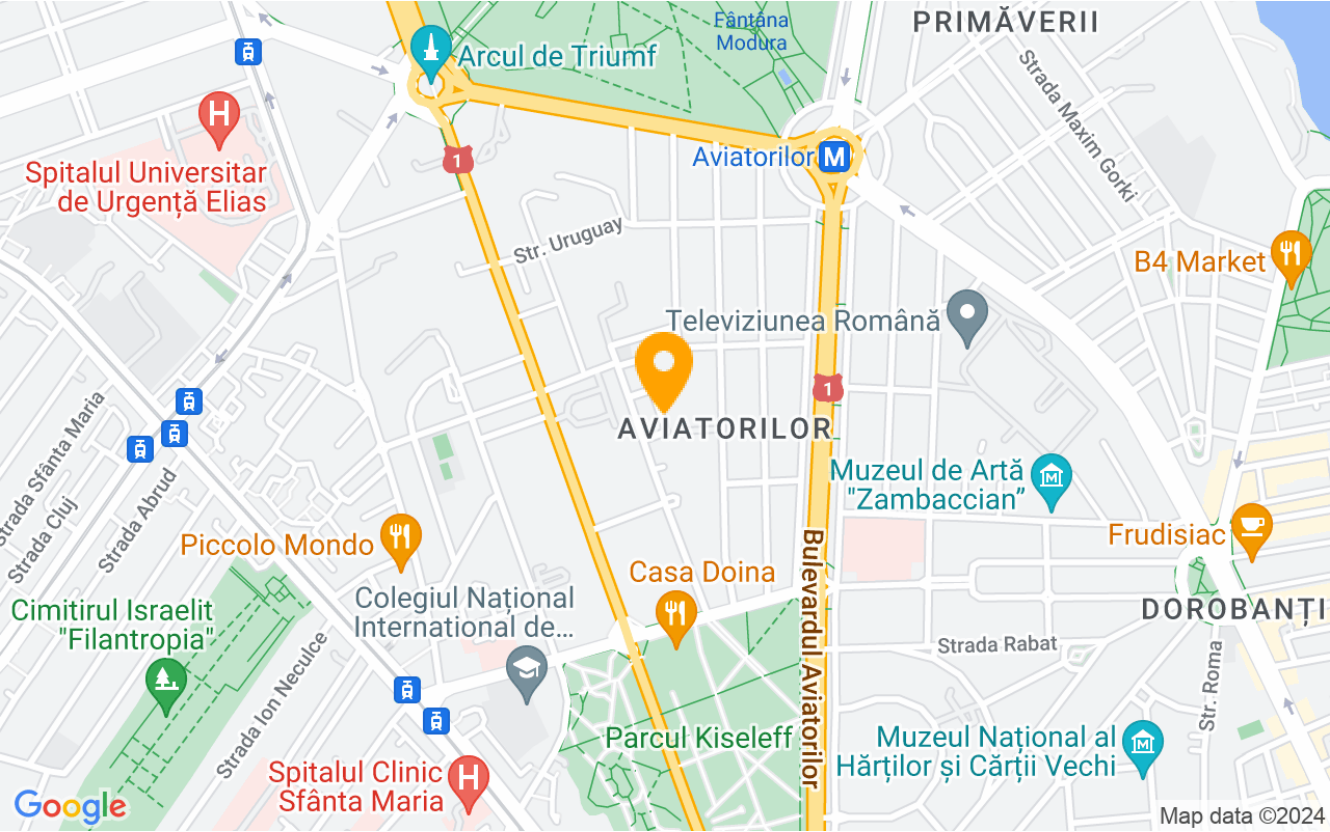 PRIMĂVERII
Fântâna
Modura
Arcul de Triumf
Strada Maxim Gorki
H
Spitalul Universitar
de Urgență Elias
1
Aviatorilor
M
Str. Uruguay
B4 Market
Televiziunea Română
1
AVIATORILOR
Strada Sfânta Maria
Strada Cluj
Strada Abrud
Muzeul de Artă
"Zambaccian”
M
Piccolo Mondo
Frudisiac
Casa Doina
Colegiul Național
Internațional de...
Cimitirul Israelit
"Filantropia"
DOROBANȚI
Strada Rabat
Strada Ion Neculce
Bulevardul Aviatorilor
Str. Roma
Parcul Kiseleff
Muzeul Național al
Hărților și Cărții Vechi
M
Spitalul Clinic
Sfânta Maria
H
Google
Map data ©2024